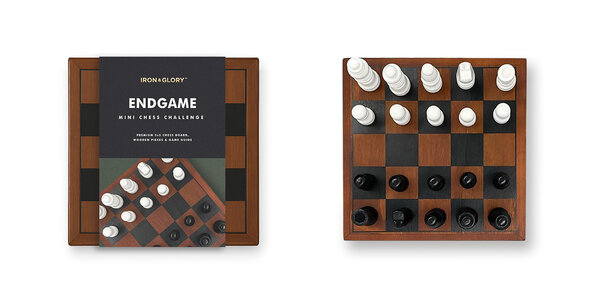 IRON & GLORY™
ENDGAME
MINI CHESS CHALLENGE
PREMIUM 5x5 CHESS BOARD,
WOODEN PIECES & GAME GUIDE